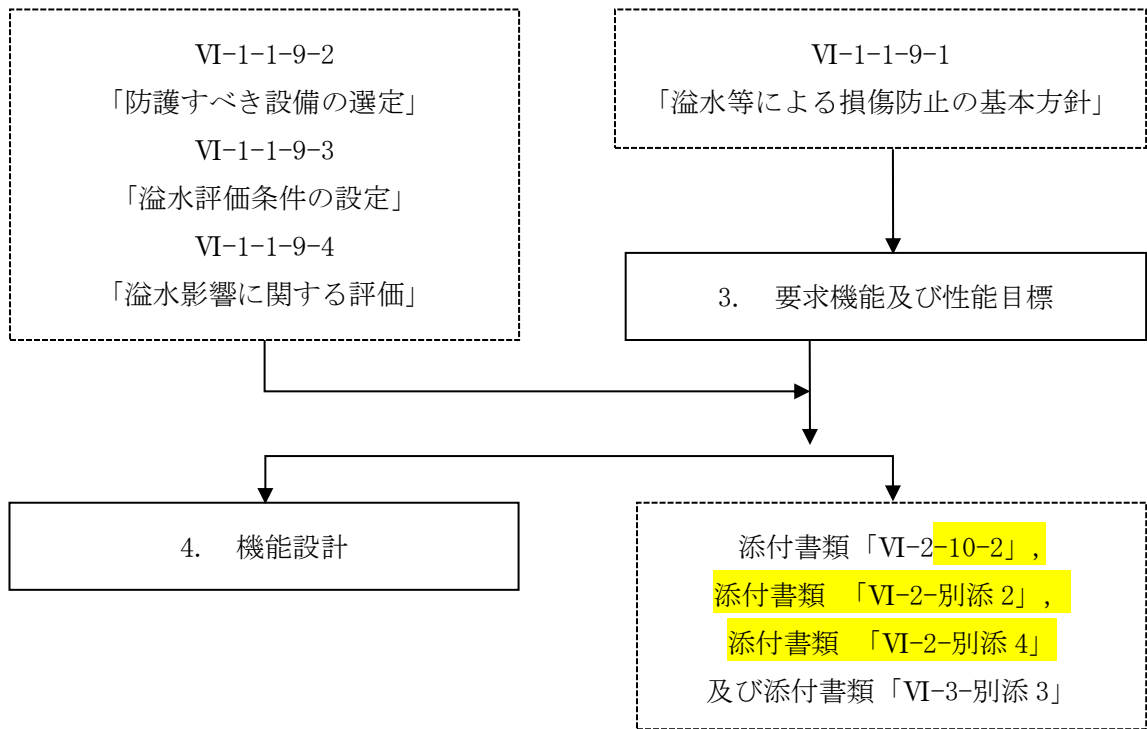 Ⅵ-1-1-9-2
「防護すべき設備の選定」
Ⅵ-1-1-9-3
「溢水評価条件の設定」
Ⅵ-1-1-9-4
「溢水影響に関する評価」
Ⅵ-1-1-9-1
「溢水等による損傷防止の基本方針」
3. 要求機能及び性能目標
4. 機能設計
添付書類「Ⅵ-2-10-2」,
添付書類 「Ⅵ-2-別添 2」,
添付書類 「Ⅵ-2-別添 4」
及び添付書類「Ⅵ-3-別添 3」